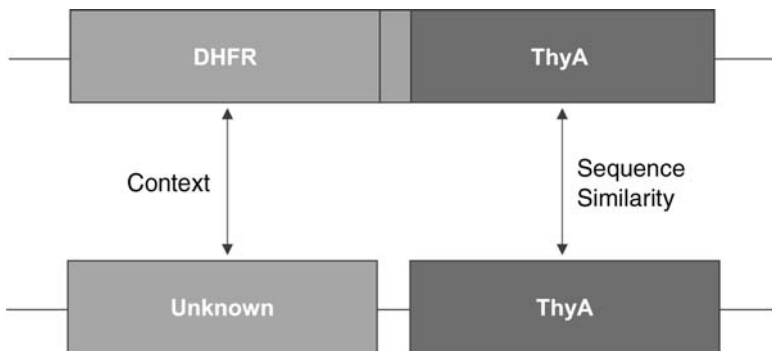 DHFR
ThyA
Context
Sequence
Similarity
Unknown
ThyA